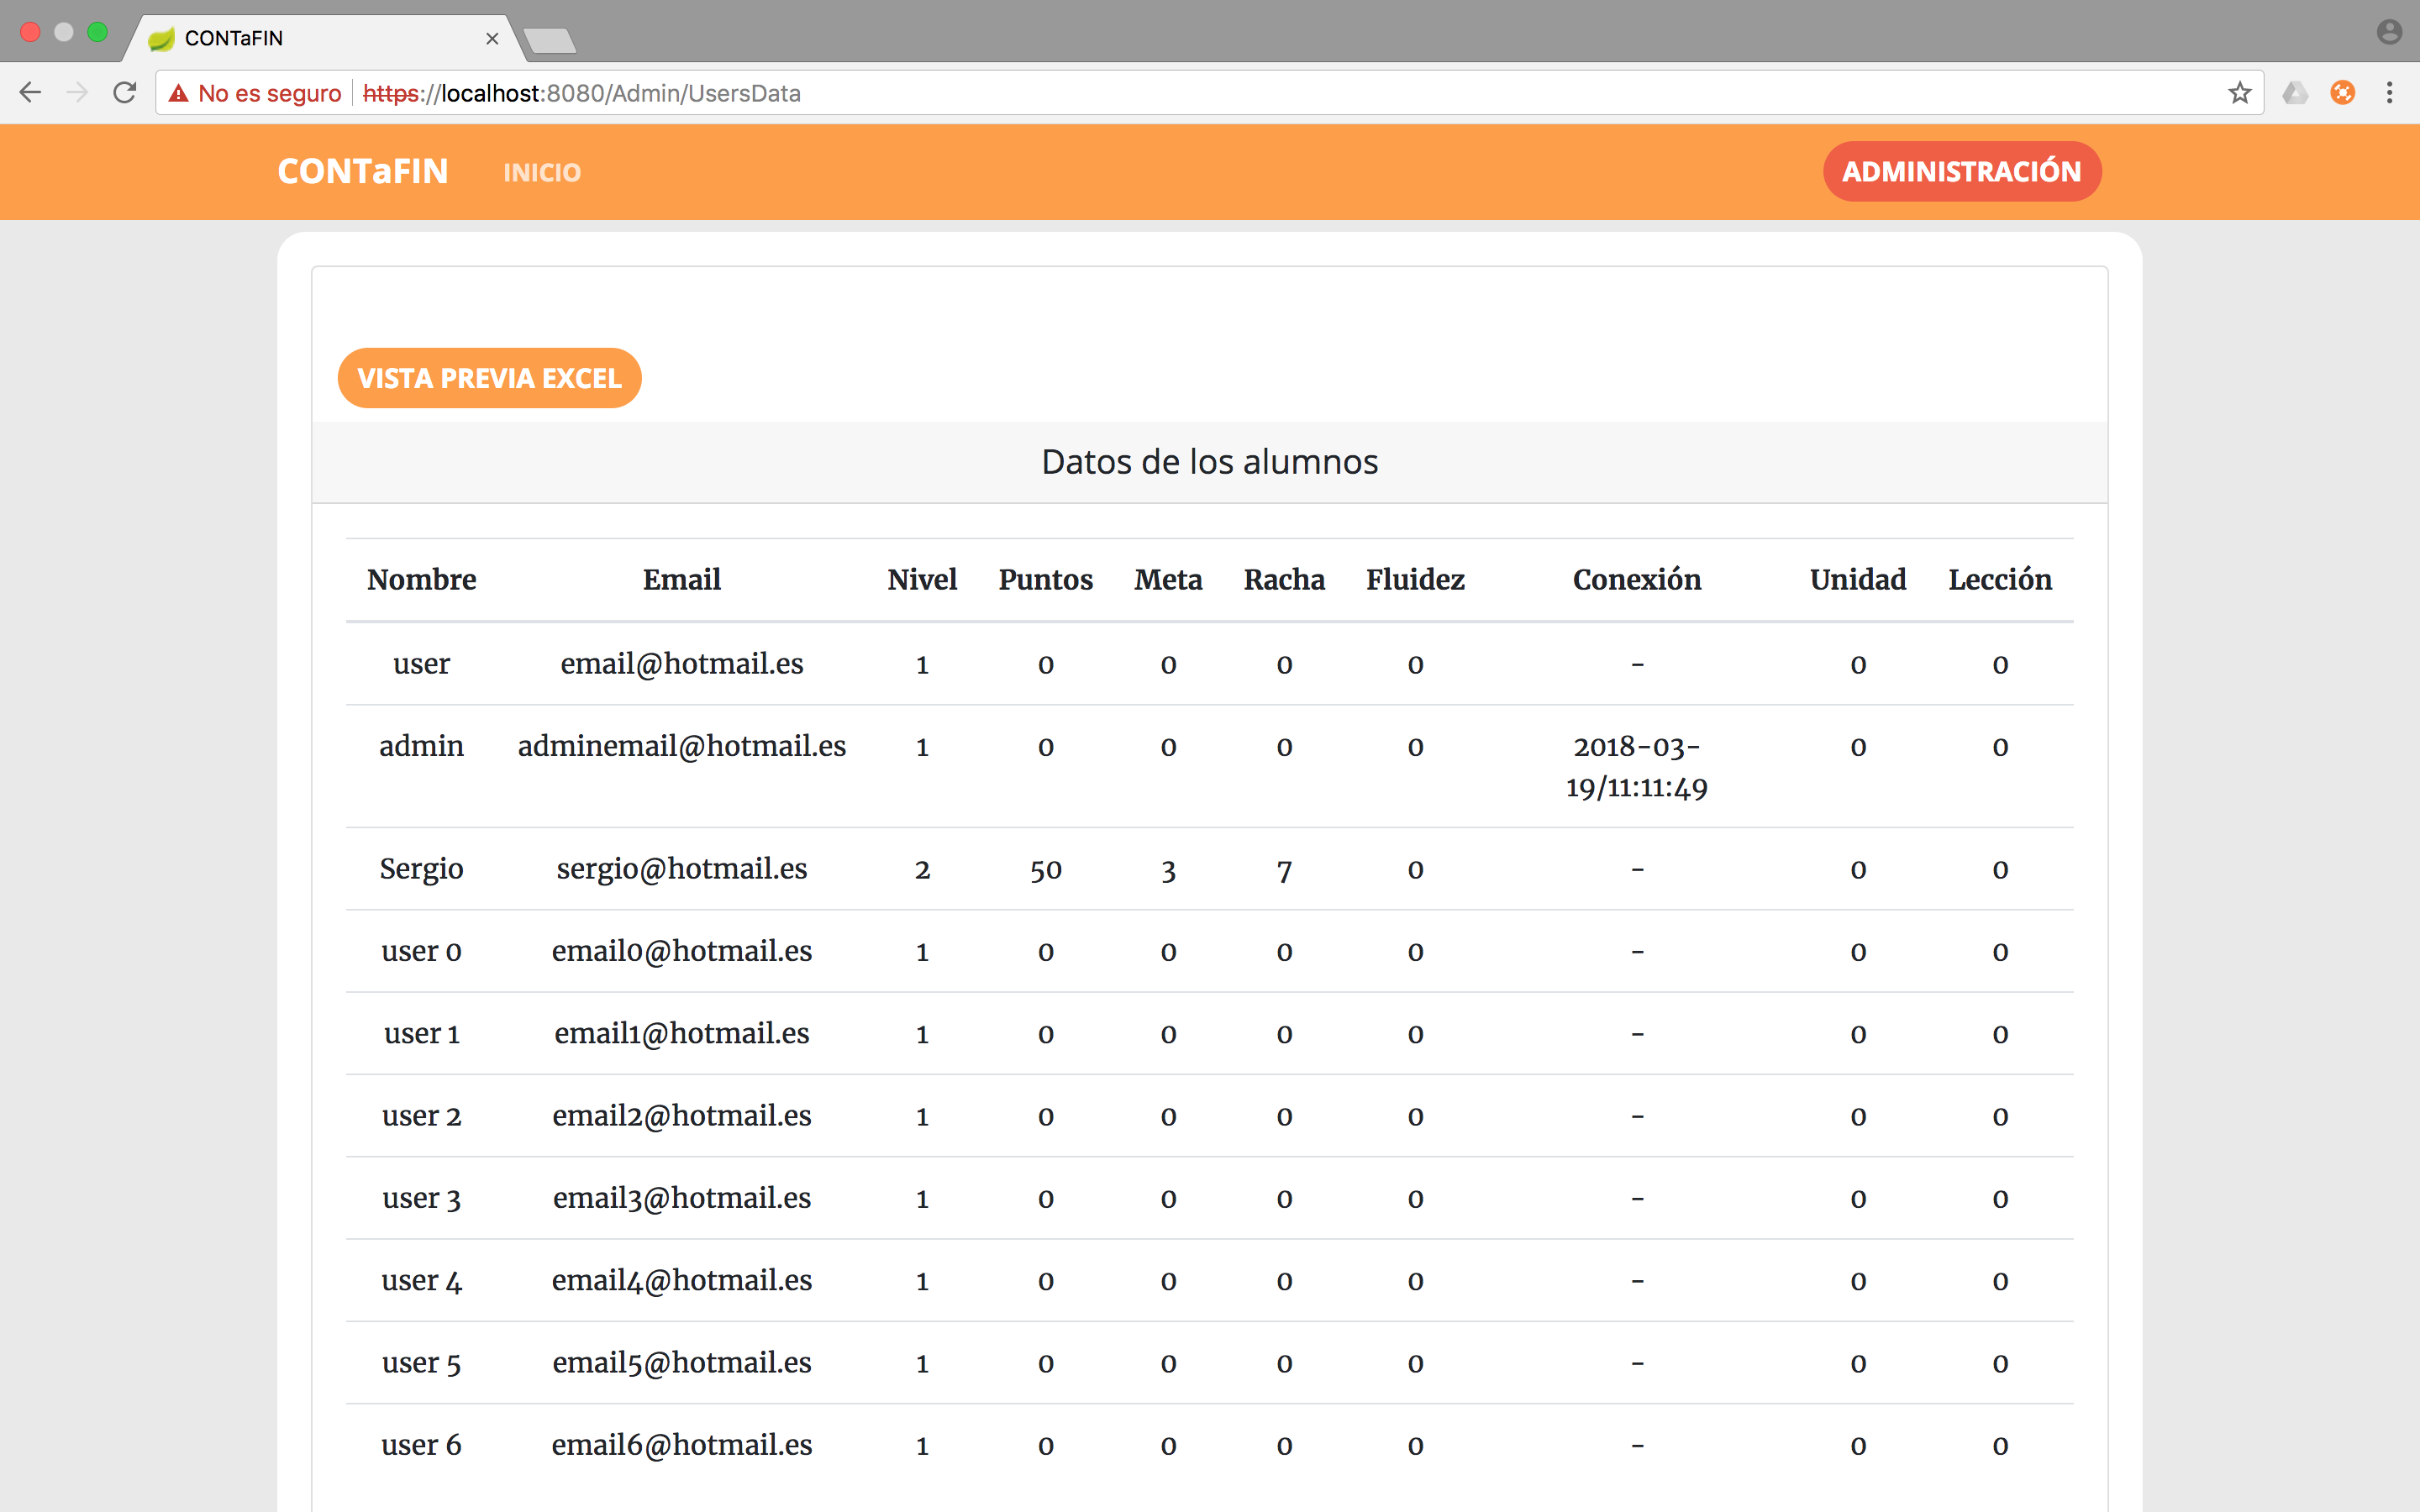 CONTaFIN
No es seguro https://localhost:8080/Admin/UsersData
CONTaFIN INICIO ADMINISTRACIÓN
VISTA PREVIA EXCEL
Datos de los alumnos
Nombre Email Nivel Puntos Meta Racha Fluidez Conexión Unidad Lección
user email@hotmail.es 1 0 0 0 0 - 0 0
admin adminemail@hotmail.es 1 0 0 0 0 2018-03- 0 0
19/11:11:49
Sergio sergio@hotmail.es 2 50 3 7 0 - 0 0
user 0 email0@hotmail.es 1 0 0 0 0 - 0 0
user 1 email1@hotmail.es 1 0 0 0 0 - 0 0
user 2 email2@hotmail.es 1 0 0 0 0 - 0 0
user 3 email3@hotmail.es 1 0 0 0 0 - 0 0
user 4 email4@hotmail.es 1 0 0 0 0 - 0 0
user 5 email5@hotmail.es 1 0 0 0 0 - 0 0
user 6 email6@hotmail.es 1 0 0 0 0 - 0 0